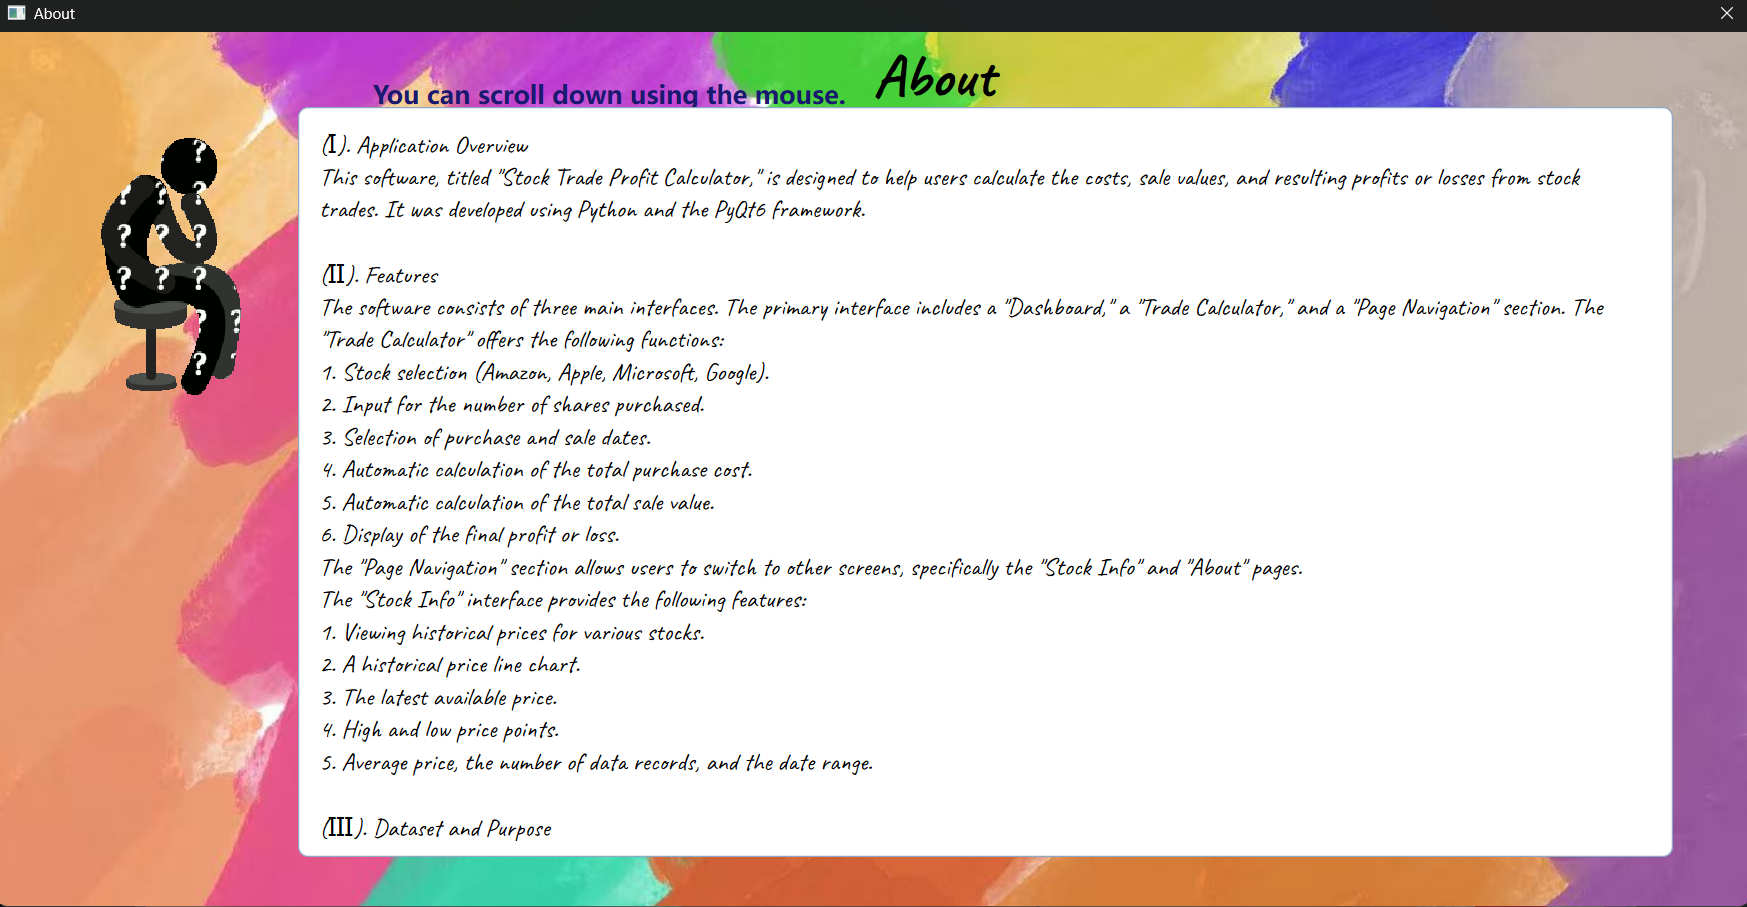 About
About
You can scroll down using the mouse.
(Ⅰ). Application Overview
This software, titled "Stock Trade Profit Calculator," is designed to help users calculate the costs, sale values, and resulting profits or losses from stock
trades. It was developed using Python and the PyQt6 framework.
(Ⅱ). Features
The software consists of three main interfaces. The primary interface includes a "Dashboard," a "Trade Calculator," and a "Page Navigation" section. The
"Trade Calculator" offers the following functions:
1. Stock selection (Amazon, Apple, Microsoft, Google).
2. Input for the number of shares purchased.
3. Selection of purchase and sale dates.
4. Automatic calculation of the total purchase cost.
5. Automatic calculation of the total sale value.
6. Display of the final profit or loss.
The "Page Navigation" section allows users to switch to other screens, specifically the "Stock Info" and "About" pages.
The "Stock Info" interface provides the following features:
1. Viewing historical prices for various stocks.
2. A historical price line chart.
3. The latest available price.
4. High and low price points.
5. Average price, the number of data records, and the date range.
(Ⅲ). Dataset and Purpose